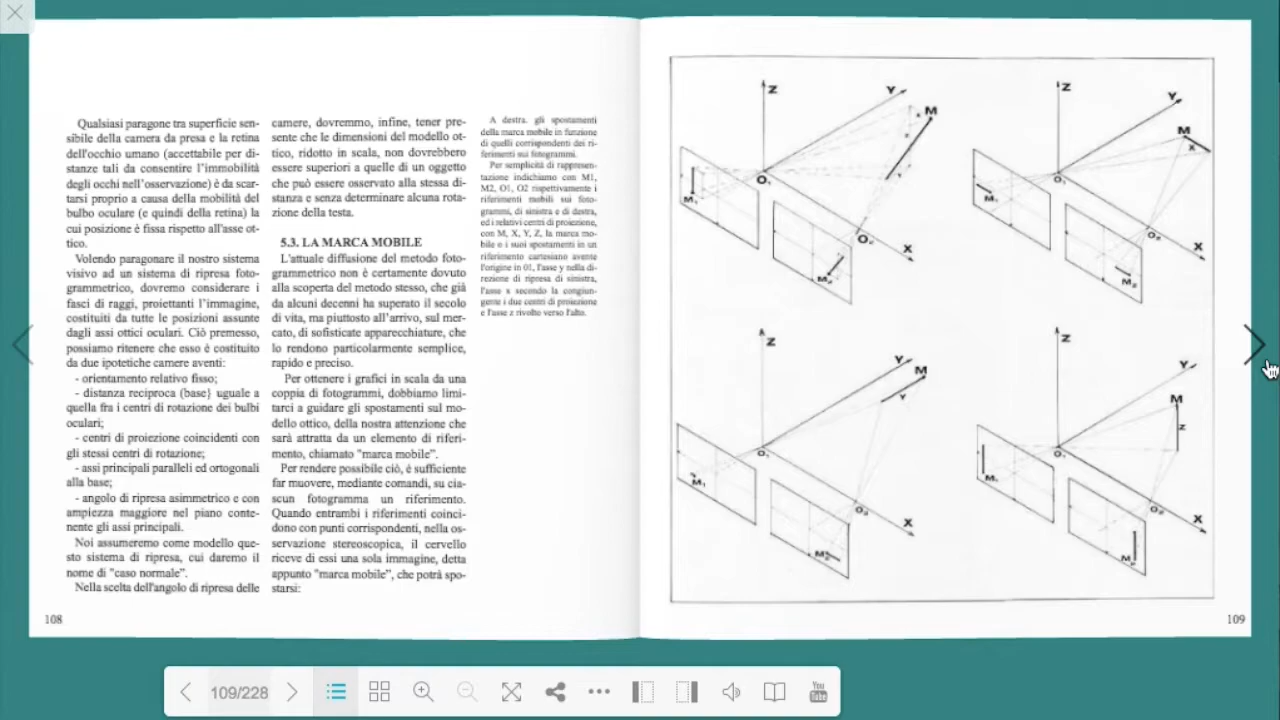 Qualsiasi paragone tra superficie sen-
sibile della camera da presa e la retina
dell'occhio umano (accettabile per di-
stanze tali da consentire l'immobilità
degli occhi nell'osservazione) è da scar-
tarsi proprio a causa della mobilità del
bulbo oculare (e quindi della retina) la
cui posizione è fissa rispetto all'asse ot-
tico.
Volendo paragonare il nostro sistema
visivo ad un sistema di ripresa foto-
grammetrico, dovremo considerare i
fasci di raggi, proiettanti l'immagine,
costituiti da tutte le posizioni assunte
dagli assi ottici oculari. Ciò premesso,
possiamo ritenere che esso è costituito
da due ipotetiche camere aventi:
- orientamento relativo fisso;
- distanza reciproca (base} uguale a
quella fra i centri di rotazione dei bulbi
oculari;
- centri di proiezione coincidenti con
gli stessi centri di rotazione;
- assi principali paralleli ed ortogonali
alla base;
- angolo di ripresa asimmetrico e con
ampiezza maggiore nel piano conte-
nente gli assi principali.
Noi assumeremo come modello que-
sto sistema di ripresa, cui daremo il
nome di "caso normale".
Nella scelta dell'angolo di ripresa delle
108
camere, dovremmo, infine, tener pre-
sente che le dimensioni del modello ot-
tico, ridotto in scala, non dovrebbero
essere superiori a quelle di un oggetto
che può essere osservato alla stessa di-
stanza e senza determinare alcuna rota-
zione della testa.
5.3. LA MARCA MOBILE
L'attuale diffusione del metodo foto-
grammetrico non è certamente dovuto
alla scoperta del metodo stesso, che già
da alcuni decenni ha superato il secolo
di vita, ma piuttosto all'arrivo, sul mer-
cato, di sofisticate apparecchiature, che
lo rendono particolarmente semplice,
rapido e preciso.
Per ottenere i grafici in scala da una
coppia di fotogrammi, dobbiamo limi-
tarci a guidare gli spostamenti sul mo-
dello ottico, della nostra attenzione che
sarà attratta da un elemento di riferi-
mento, chiamato "marca mobile".
Per rendere possibile ciò, è sufficiente
far muovere, mediante comandi, su cia-
scun fotogramma un riferimento.
Quando entrambi i riferimenti coinci-
dono con punti corrispondenti, nella os-
servazione stereoscopica, il cervello
riceve di essi una sola immagine, detta
appunto "marca mobile", che potrà spo-
starsi:
A destra. gli spostamenti
della marca mobile in funzione
di quelli corrispondenti dei ri-
ferimenti sui fotogrammi.
Per semplicità di rappresen-
tazione indichiamo con M1,
M2, O1, O2 rispettivamente i
riferimenti mobili sui foto-
grammi, di sinistra e di destra,
ed i relativi centri di proiezione,
con M, X, Y, Z, la marca mo-
bile o i suoi spostamenti in un
riferimento cartesiano avente
l'origine in 01, l'asse y nella di-
rezione di ripresa di sinistra,
l'asse x secondo la congiun-
gente i due centri di proiezione
e l'asse z rivolto verso l'alto.
Z
Y
M
O₁
M₁
O₂
X
M₂
Z
Y
M
X
O₁
M₁
O₂
X
M₂
Z
Y
M
Y
O₁
M₁
O₂
X
M₂
Z
Y
M
Z
O₁
M₁
O₂
X
M
109
109/228
You
Tube